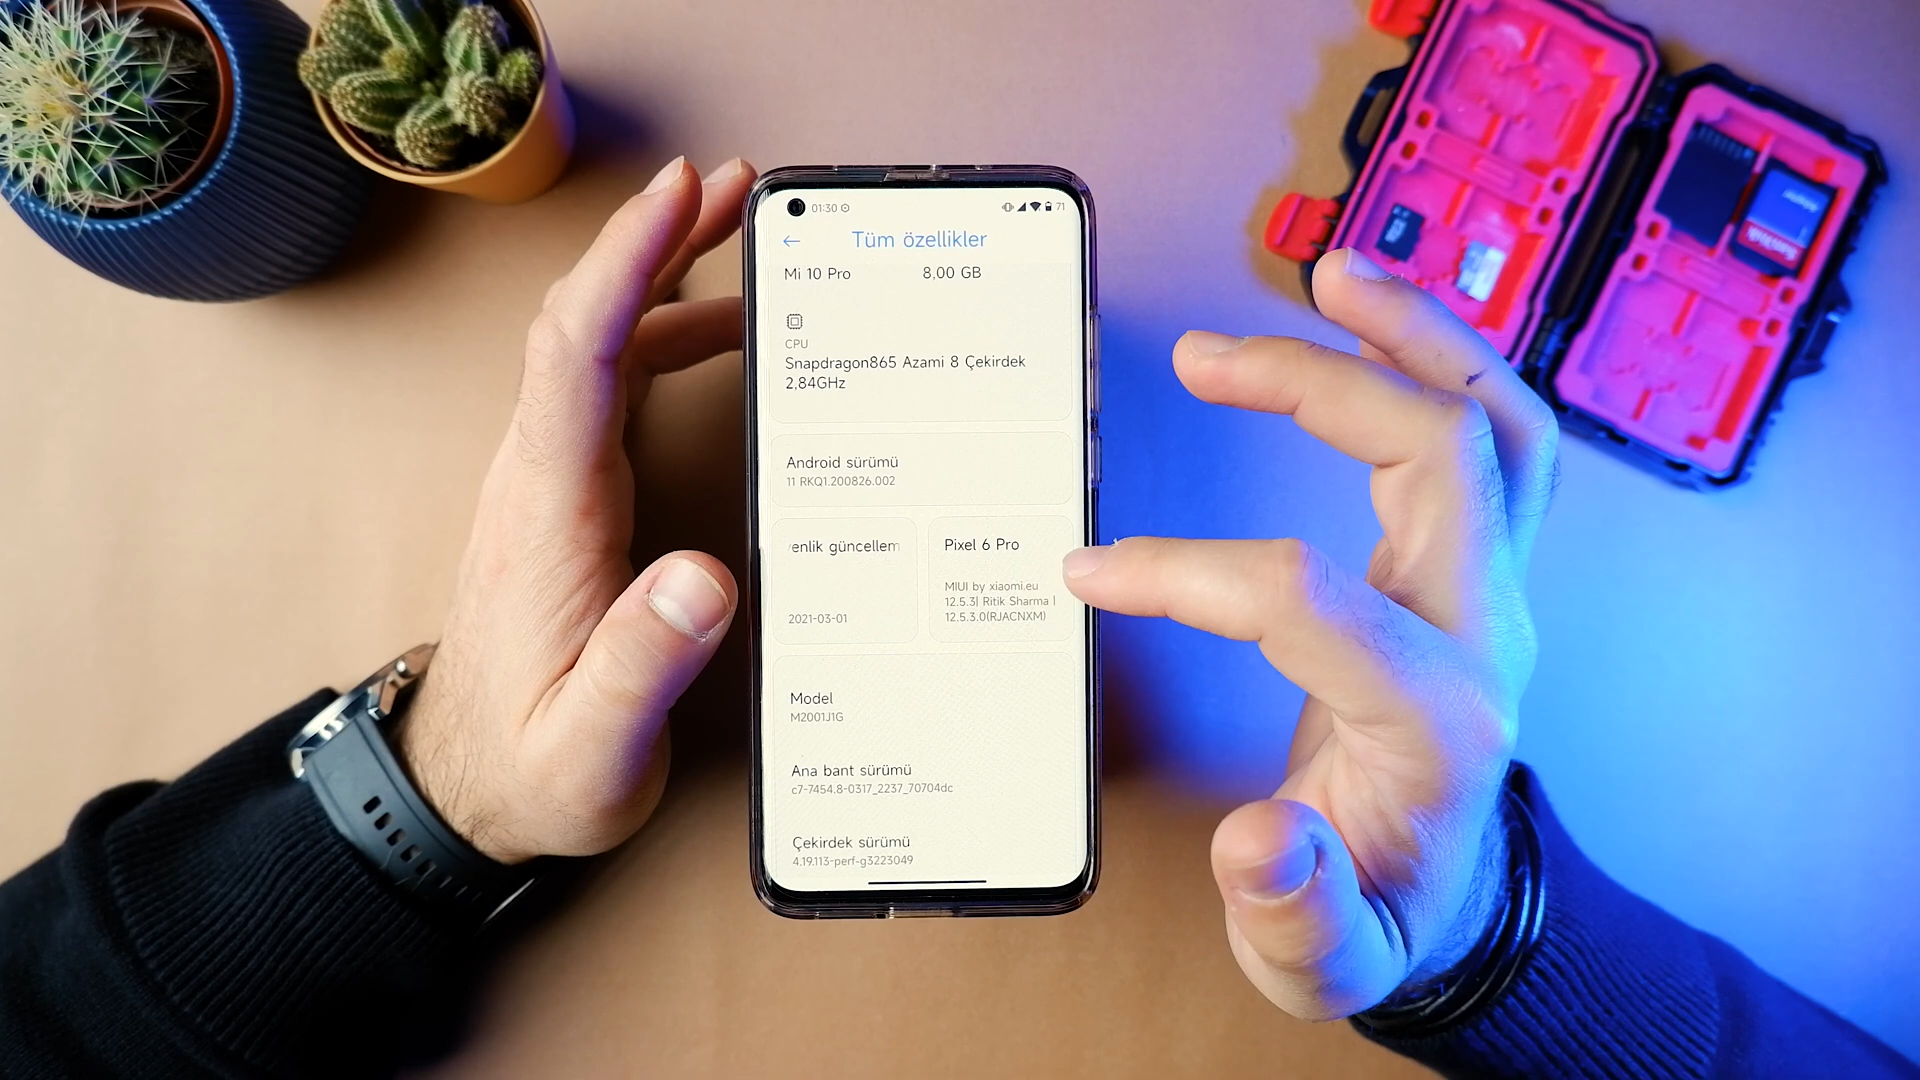 01:30
71
Tüm özellikler
Mi 10 Pro
8,00 GB
CPU
Snapdragon865 Azami 8 Çekirdek
2,84GHz
Android sürümü
11 RKQ1.200826.002
enlik güncellem
2021-03-01
Pixel 6 Pro
MIUI by xiaomi.eu
12.5.3| Ritik Sharma |
12.5.3.0(RJACNXM)
Model
M2001J1G
Ana bant sürümü
c7-7454.8-0317_2237_70704dc
Çekirdek sürümü
4.19.113-perf-g3223049
SanDisk